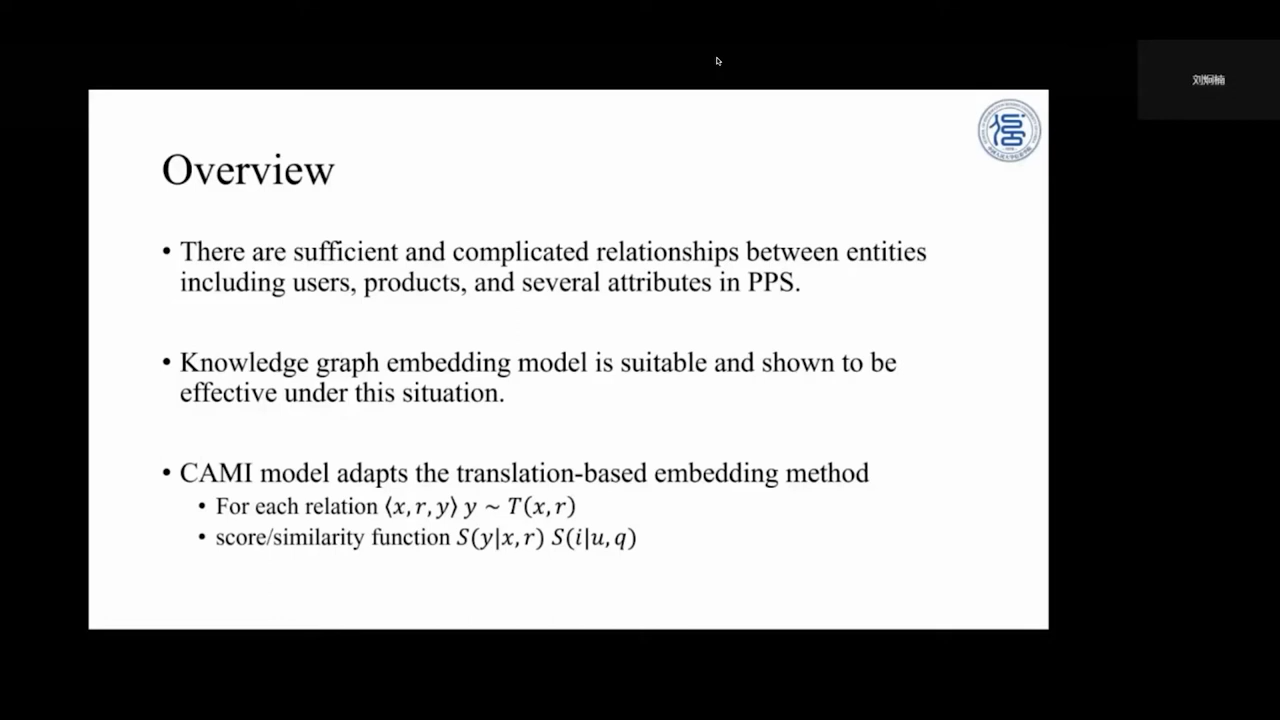 Overview
• There are sufficient and complicated relationships between entities
including users, products, and several attributes in PPS.
• Knowledge graph embedding model is suitable and shown to be
effective under this situation.
• CAMI model adapts the translation-based embedding method
• For each relation ⟨x, r, y⟩ y ~ T(x, r)
• score/similarity function S(y|x, r) S(i|u, q)